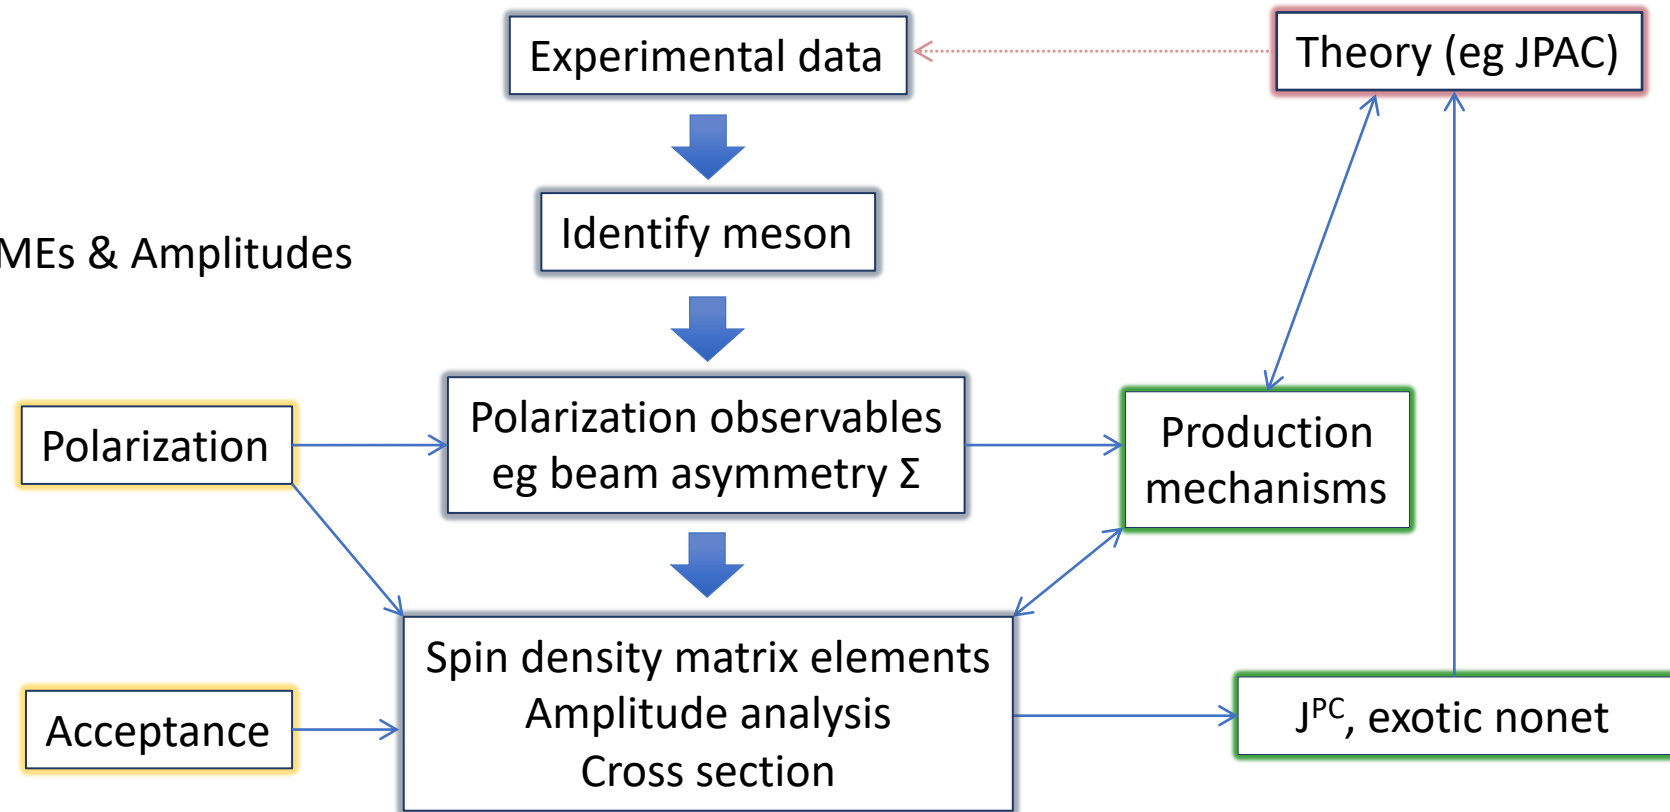 Experimental data
Theory (eg JPAC)
Identify meson
MEs & Amplitudes
Polarization
Polarization observables
eg beam asymmetry Σ
Production
mechanisms
Spin density matrix elements
Amplitude analysis
Cross section
Acceptance
Jᴾᶜ, exotic nonet